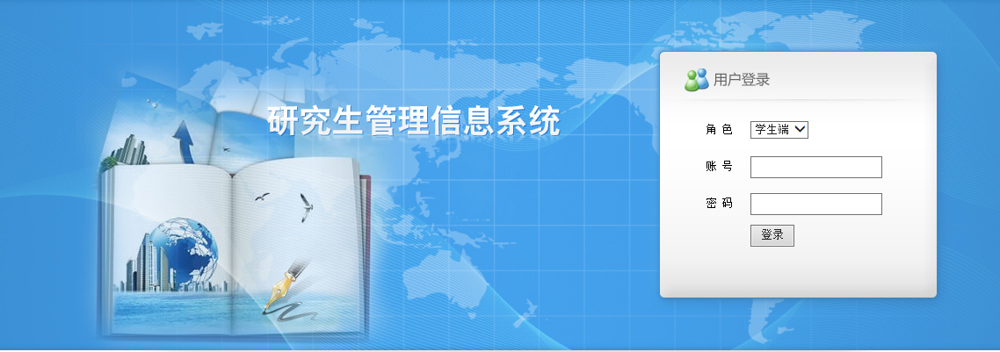 研究生管理信息系统
用户登录
角 色 学生端
账 号
密 码
登录